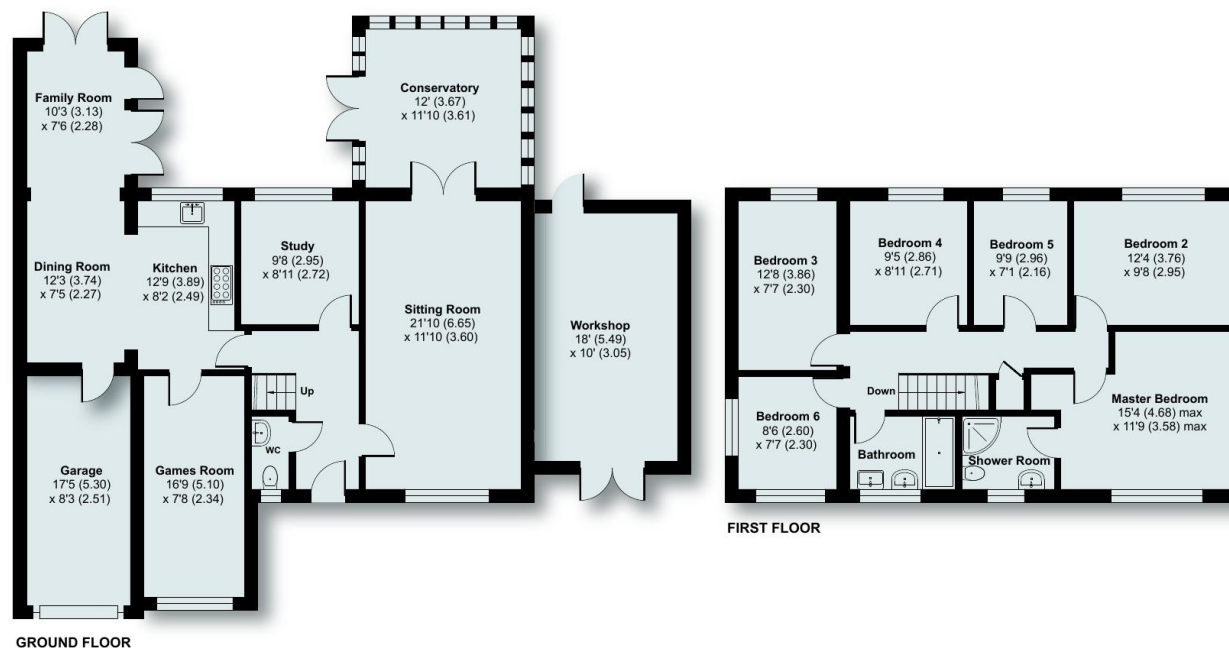 Family Room
10'3 (3.13)
x 7'6 (2.28)
Conservatory
12' (3.67)
x 11'10 (3.61)
Dining Room
12'3 (3.74)
x 7'5 (2.27)
Kitchen
12'9 (3.89)
x 8'2 (2.49)
Study
9'8 (2.95)
x 8'11 (2.72)
Sitting Room
21'10 (6.65)
x 11'10 (3.60)
Workshop
18' (5.49)
x 10' (3.05)
Up
WC
Garage
17'5 (5.30)
x 8'3 (2.51)
Games Room
16'9 (5.10)
x 7'8 (2.34)
GROUND FLOOR
Bedroom 3
12'8 (3.86)
x 7'7 (2.30)
Bedroom 4
9'5 (2.86)
x 8'11 (2.71)
Bedroom 5
9'9 (2.96)
x 7'1 (2.16)
Bedroom 2
12'4 (3.76)
x 9'8 (2.95)
Down
Master Bedroom
15'4 (4.68) max
x 11'9 (3.58) max
Bedroom 6
8'6 (2.60)
x 7'7 (2.30)
Bathroom
Shower Room
FIRST FLOOR